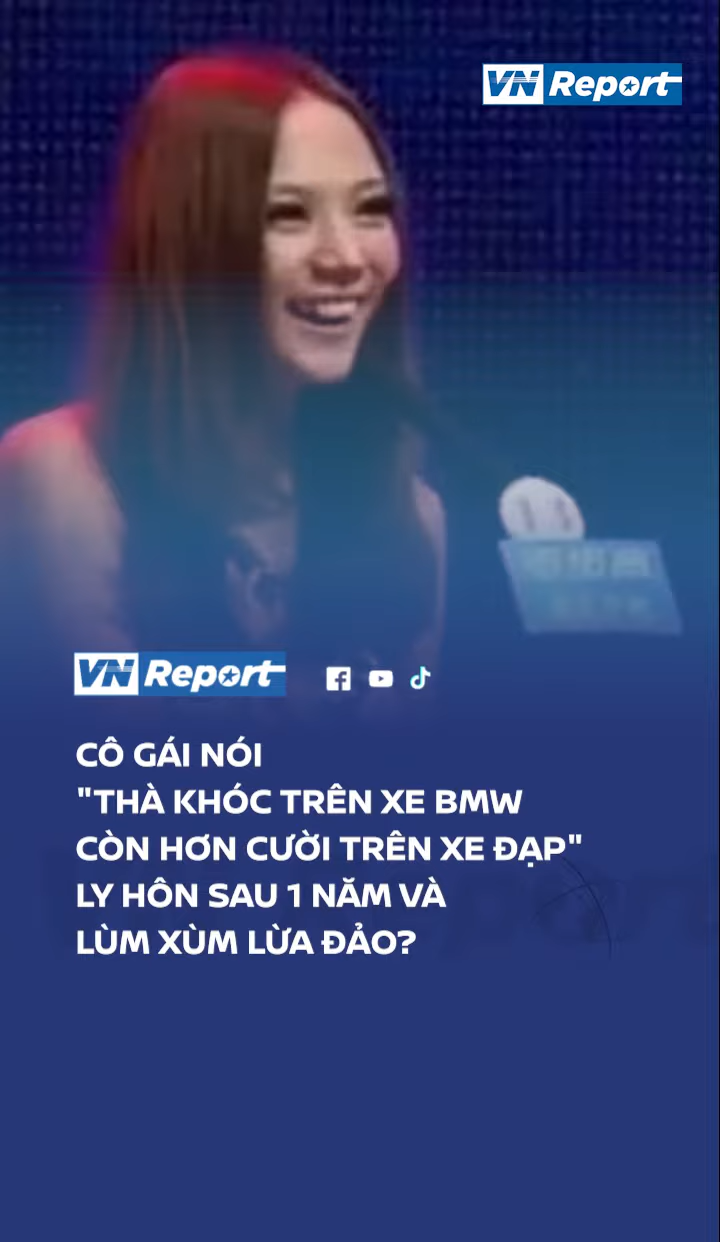 VN Report
VN Report
CÔ GÁI NÓI
"THÀ KHÓC TRÊN XE BMW
CÒN HƠN CƯỜI TRÊN XE ĐẠP"
LY HÔN SAU 1 NĂM VÀ
LÙM XÙM LỪA ĐẢO?